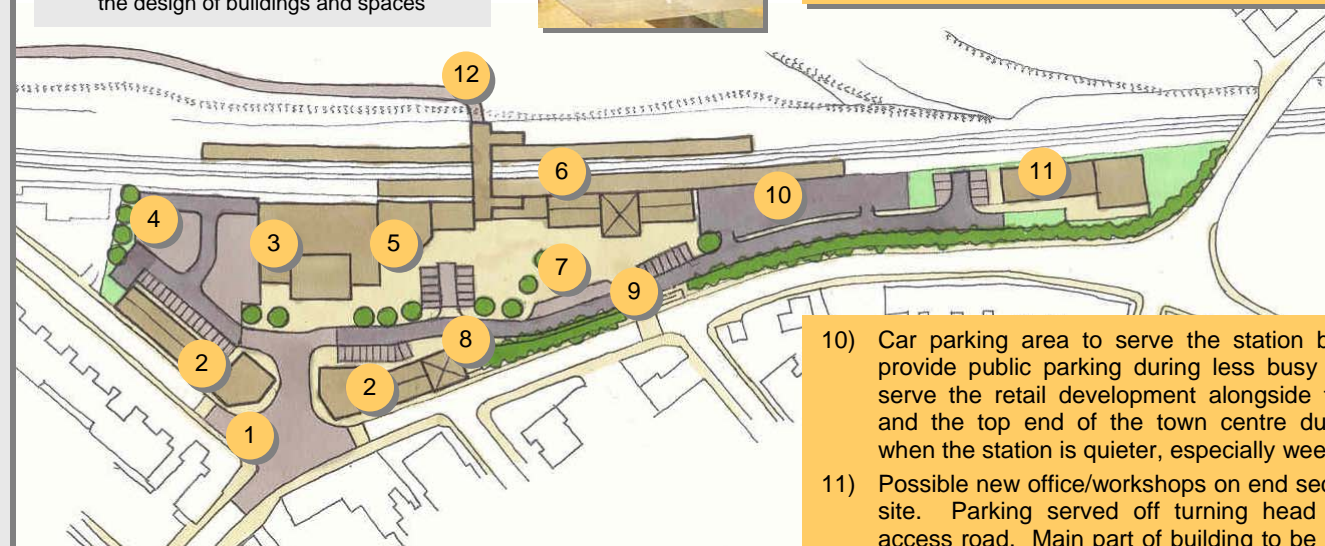 the design of buildings and spaces
12
6
11
10
4
3
5
7
9
8
2
2
1
10) Car parking area to serve the station b
provide public parking during less busy
serve the retail development alongside
and the top end of the town centre du
when the station is quieter, especially wee
11) Possible new office/workshops on end sec
site. Parking served off turning head
access road. Main part of building to be